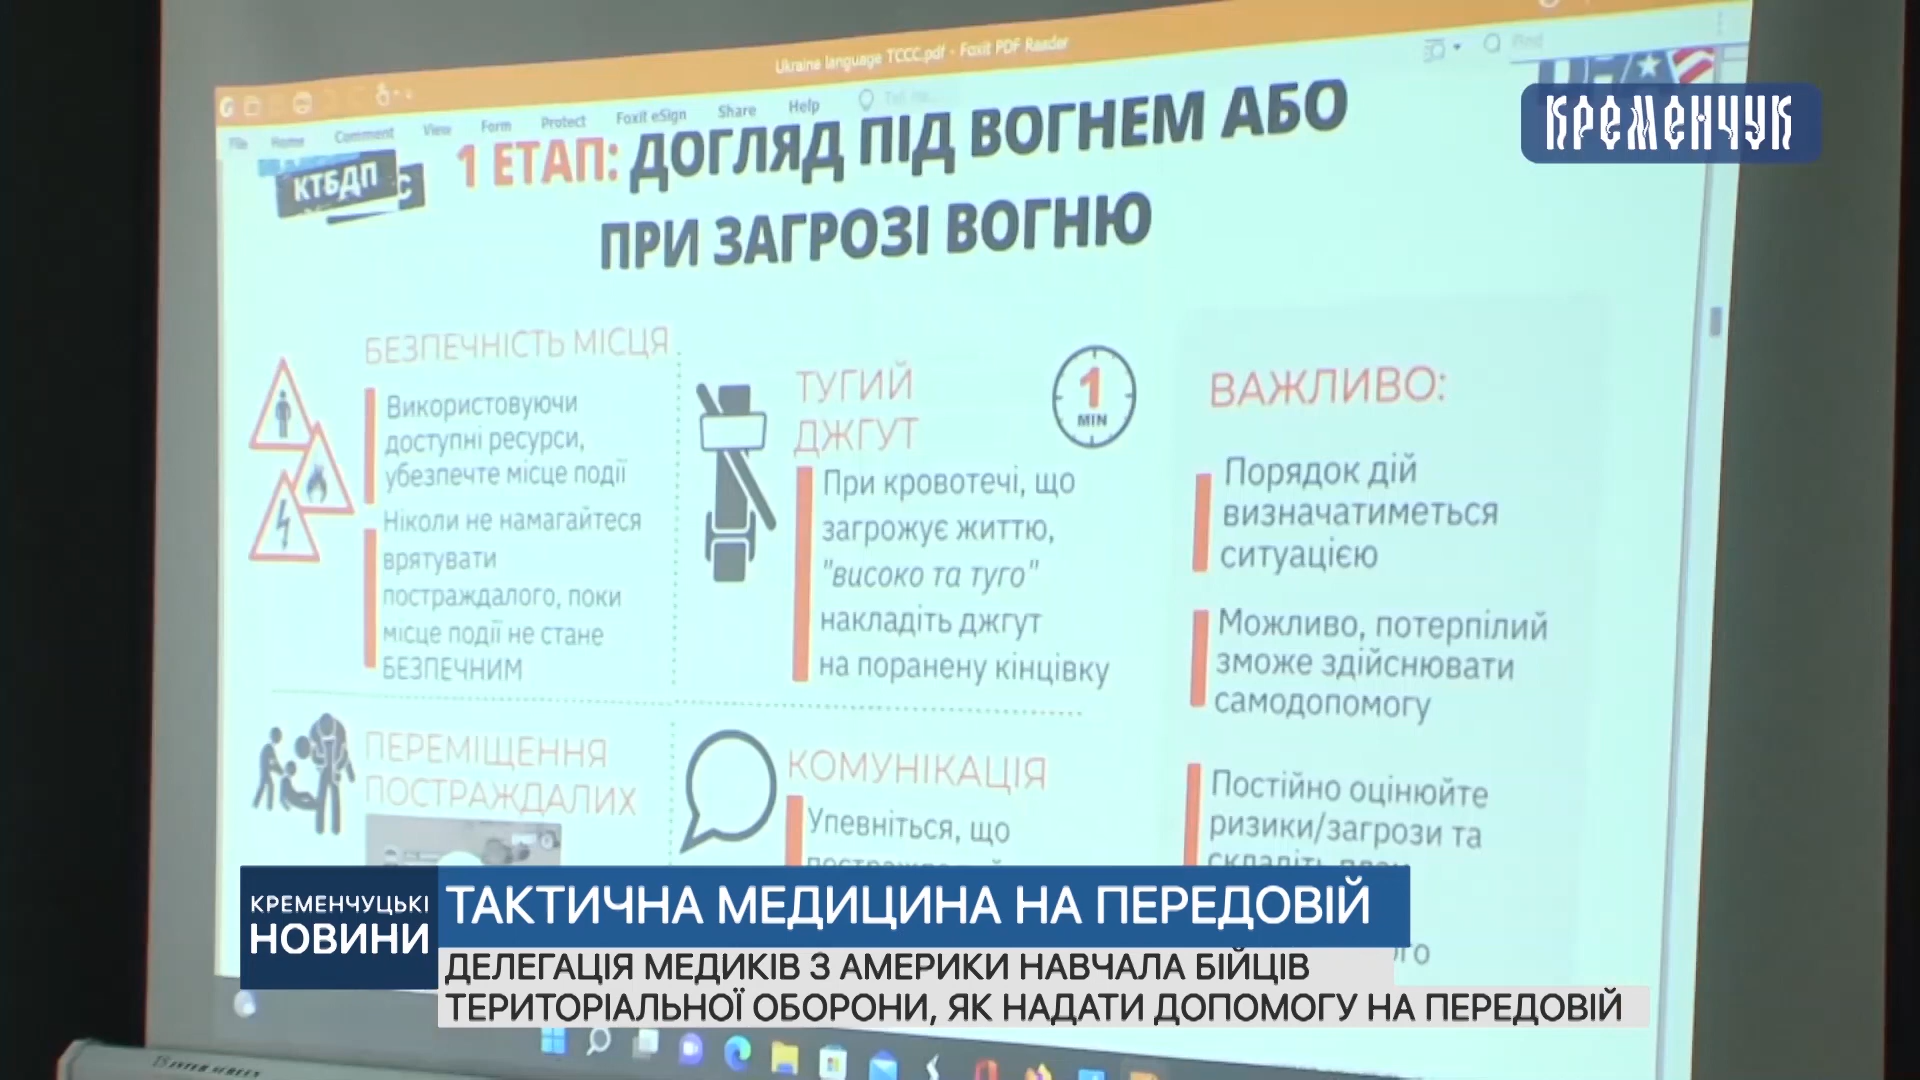 Ukraine language TCCC.pdf - Foxit PDF Reader
КРЕМЕНЧУК
File Home Comment View Form Protect Foxit eSign Share Help
Find
КТБДП
1 ЕТАП: ДОГЛЯД ПІД ВОГНЕМ АБО
ПРИ ЗАГРОЗІ ВОГНЮ
БЕЗПЕЧНІСТЬ МІСЦЯ
Використовуючи
доступні ресурси,
убезпечте місце події
Ніколи не намагайтеся
врятувати
постраждалого, поки
місце події не стане
БЕЗПЕЧНИМ
ТУГИЙ
ДЖГУТ
1
MIN
При кровотечі, що
загрожує життю,
"високо та туго"
накладіть джгут
на поранену кінцівку
ВАЖЛИВО:
Порядок дій
визначатиметься
ситуацією
Можливо, потерпілий
зможе здійснювати
самодопомогу
Постійно оцінюйте
ризики/загрози та
складіть план
ПЕРЕМІЩЕННЯ
ПОСТРАЖДАЛИХ
КОМУНІКАЦІЯ
Упевніться, що
КРЕМЕНЧУЦЬКІ
НОВИНИ
ТАКТИЧНА МЕДИЦИНА НА ПЕРЕДОВІЙ
ДЕЛЕГАЦІЯ МЕДИКІВ З АМЕРИКИ НАВЧАЛА БІЙЦІВ
ТЕРИТОРІАЛЬНОЇ ОБОРОНИ, ЯК НАДАТИ ДОПОМОГУ НА ПЕРЕДОВІЙ